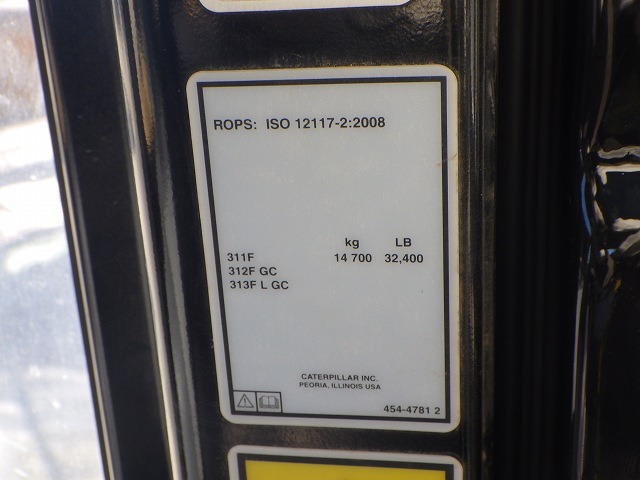 ROPS: ISO 12117-2:2008
kg LB
311F 14 700 32,400
312F GC
313F L GC
CATERPILLAR INC.
PEORIA, ILLINOIS USA
454-4781 2